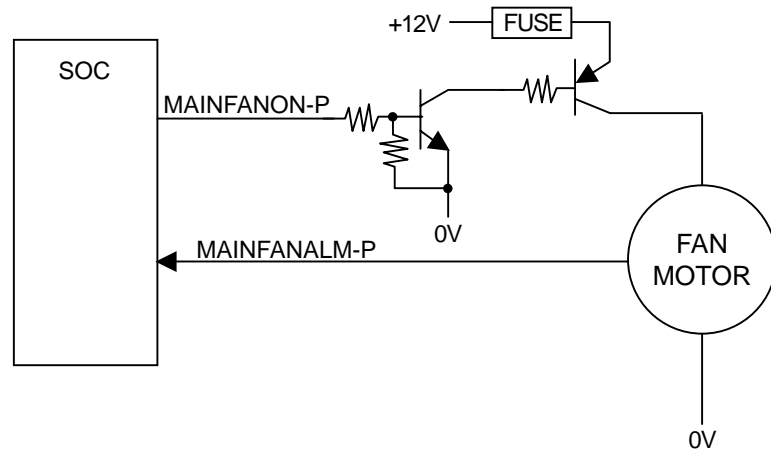 +12V
FUSE
SOC
MAINFANON-P
0V
MAINFANALM-P
FAN
MOTOR
0V